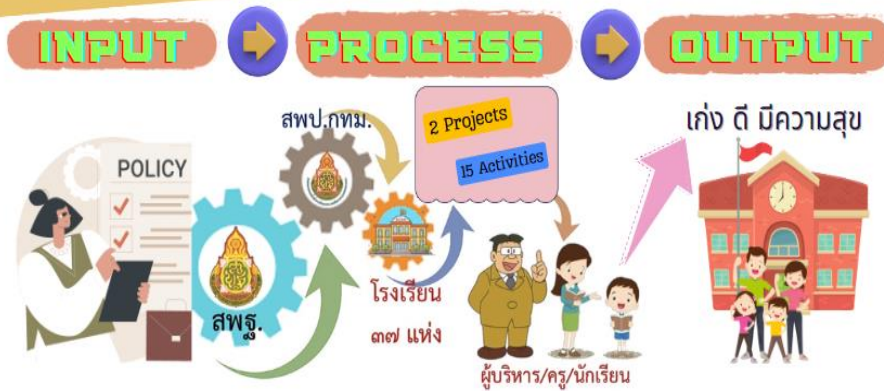 INPUT
PROCESS
OUTPUT
POLICY
สพฐ.
สพป.กทม.
โรงเรียน
๓๗ แห่ง
2 Projects
15 Activities
ผู้บริหาร/ครู/นักเรียน
เก่ง ดี มีความสุข